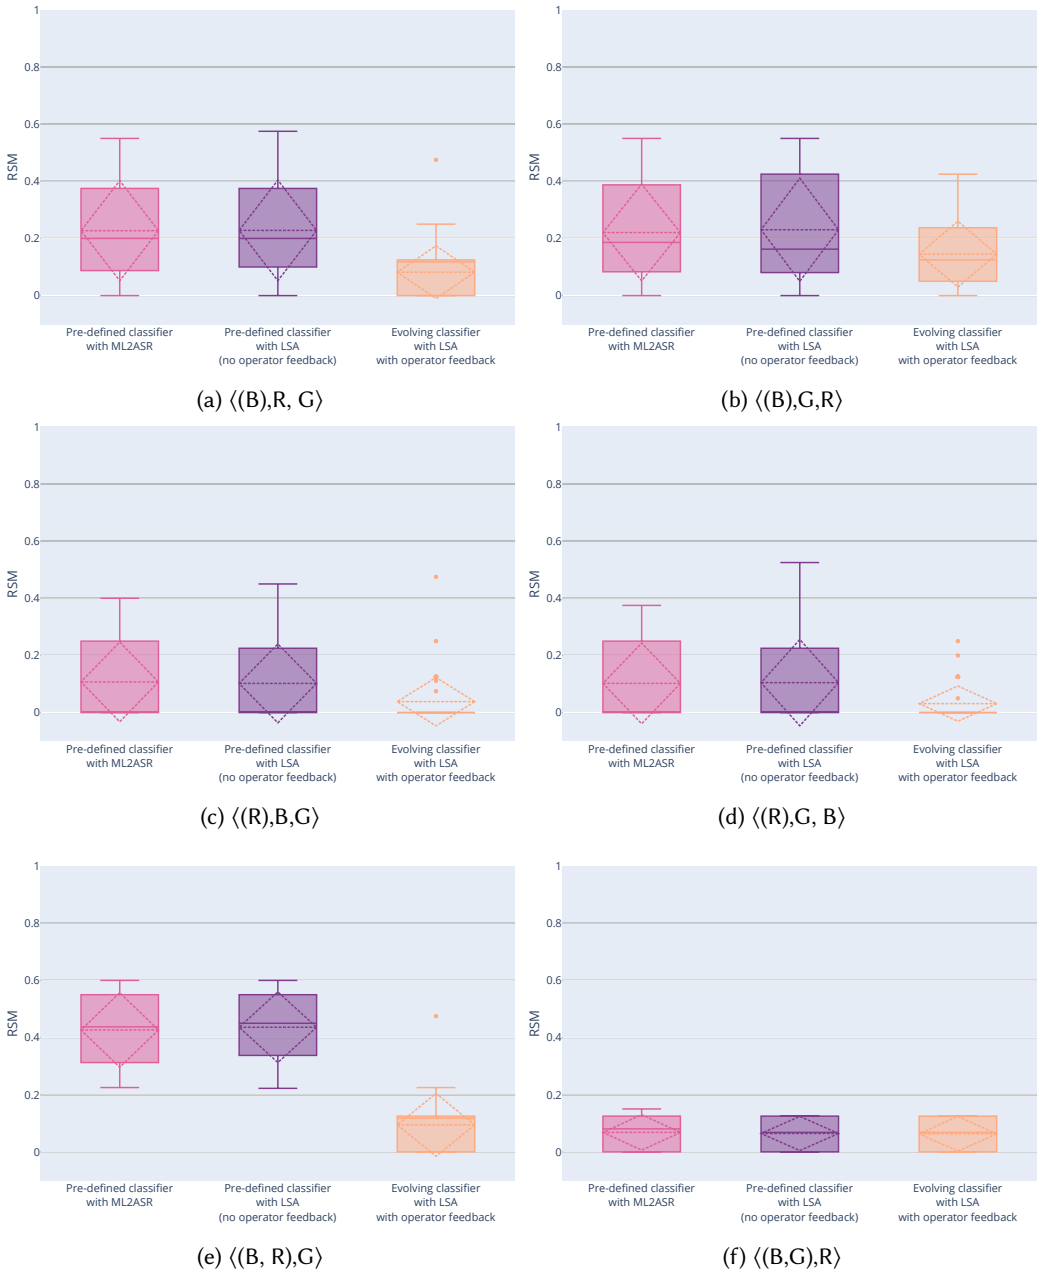 1
0.8
0.6
0.4
0.2
0
RSM
Pre-defined classifier
with ML2ASR
Pre-defined classifier
with LSA
(no operator feedback)
Evolving classifier
with LSA
with operator feedback
(a) ⟨(B),R, G⟩
1
0.8
0.6
0.4
0.2
0
RSM
Pre-defined classifier
with ML2ASR
Pre-defined classifier
with LSA
(no operator feedback)
Evolving classifier
with LSA
with operator feedback
(b) ⟨(B),G,R⟩
1
0.8
0.6
0.4
0.2
0
RSM
Pre-defined classifier
with ML2ASR
Pre-defined classifier
with LSA
(no operator feedback)
Evolving classifier
with LSA
with operator feedback
(c) ⟨(R),B,G⟩
1
0.8
0.6
0.4
0.2
0
RSM
Pre-defined classifier
with ML2ASR
Pre-defined classifier
with LSA
(no operator feedback)
Evolving classifier
with LSA
with operator feedback
(d) ⟨(R),G, B⟩
1
0.8
0.6
0.4
0.2
0
RSM
Pre-defined classifier
with ML2ASR
Pre-defined classifier
with LSA
(no operator feedback)
Evolving classifier
with LSA
with operator feedback
(e) ⟨(B, R),G⟩
1
0.8
0.6
0.4
0.2
0
RSM
Pre-defined classifier
with ML2ASR
Pre-defined classifier
with LSA
(no operator feedback)
Evolving classifier
with LSA
with operator feedback
(f) ⟨(B,G),R⟩